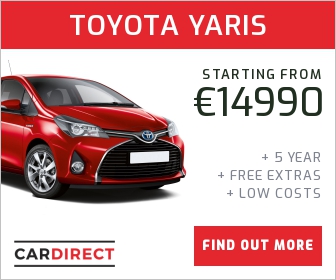 TOYOTA YARIS
STARTING FROM
€14990
+ 5 YEAR
+ FREE EXTRAS
+ LOW COSTS
CARDIRECT
FIND OUT MORE